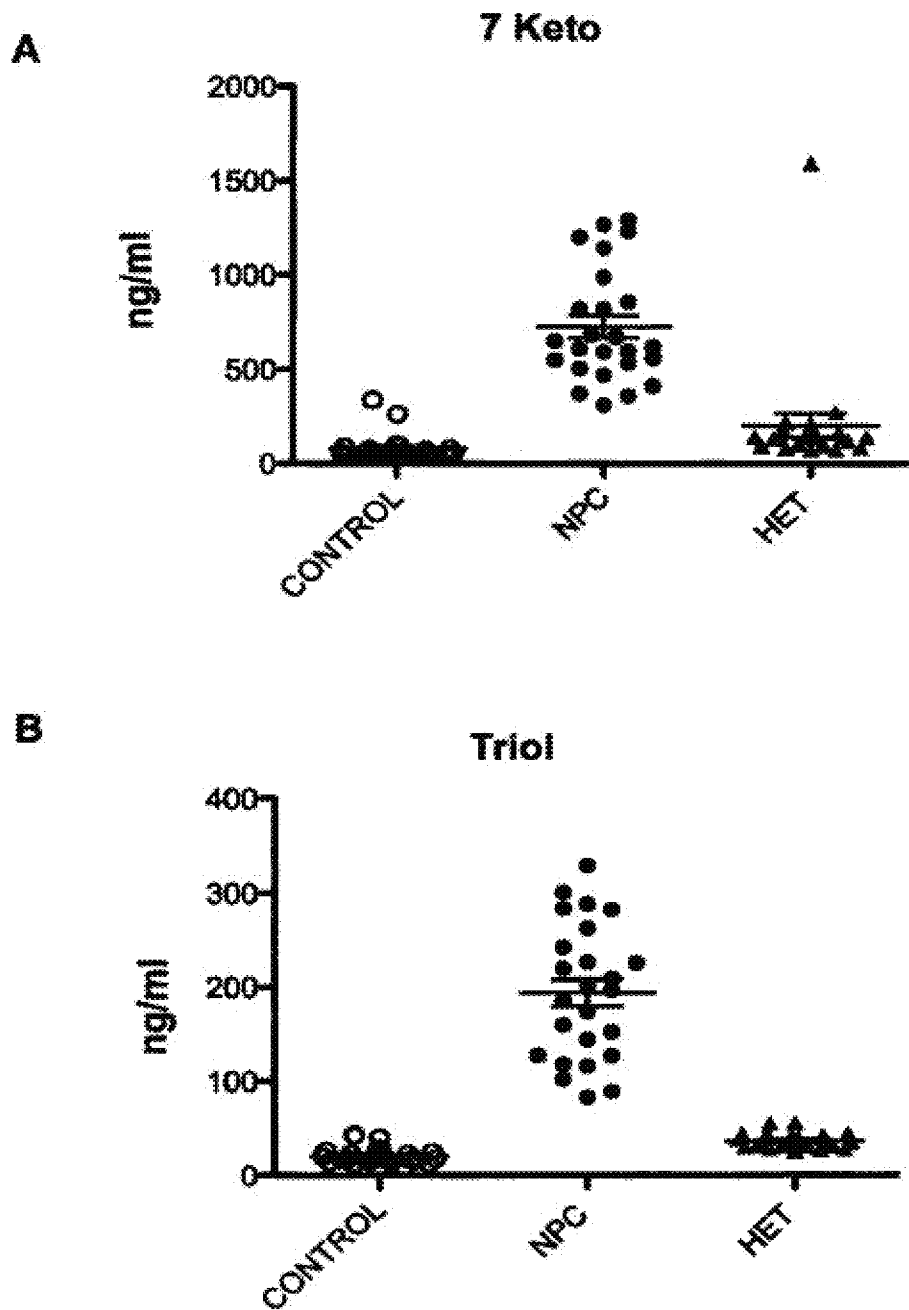 A
7 Keto
2000
1500
1000
500
0
ng/ml
CONTROL
NPC
HET
B
Triol
400
300
200
100
0
ng/ml
CONTROL
NPC
HET